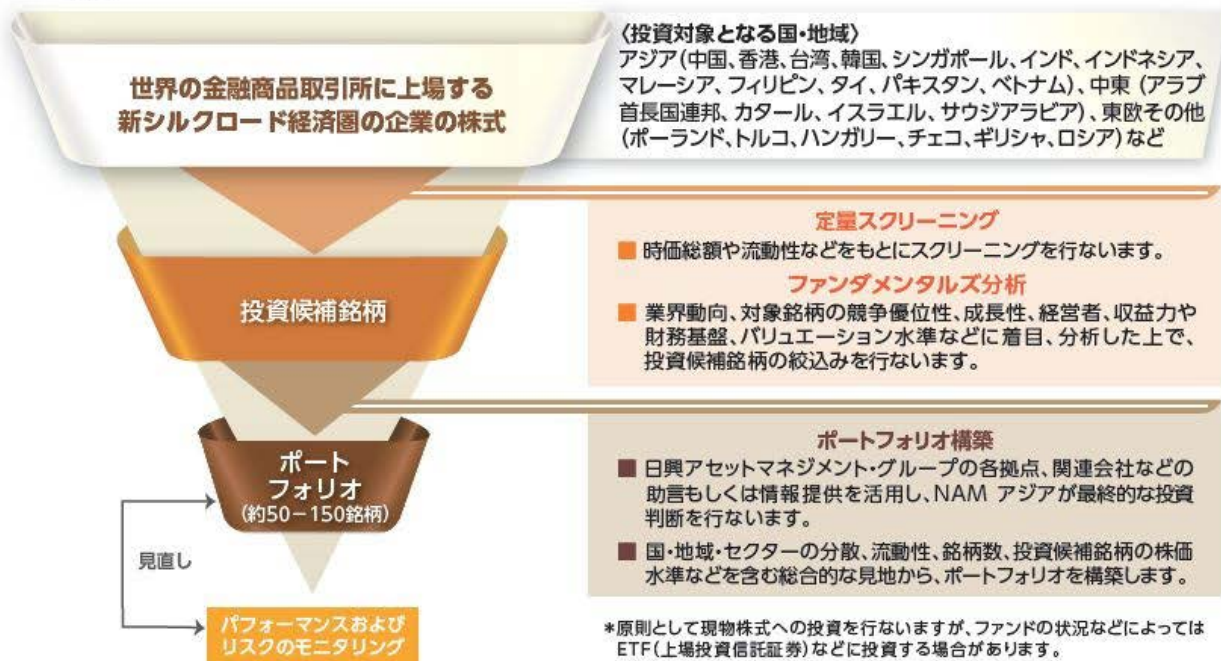 世界の金融商品取引所に上場する
新シルクロード経済圏の企業の株式
〈投資対象となる国・地域〉
アジア(中国、香港、台湾、韓国、シンガポール、インド、インドネシア、
マレーシア、フィリピン、タイ、パキスタン、ベトナム)、中東 (アラブ
首長国連邦、カタール、イスラエル、サウジアラビア)、東欧その他
(ポーランド、トルコ、ハンガリー、チェコ、ギリシャ、ロシア)など
定量スクリーニング
■ 時価総額や流動性などをもとにスクリーニングを行ないます。
ファンダメンタルズ分析
■ 業界動向、対象銘柄の競争優位性、成長性、経営者、収益力や
財務基盤、バリュエーション水準などに着目、分析した上で、
投資候補銘柄の絞込みを行ないます。
投資候補銘柄
ポートフォリオ構築
■ 日興アセットマネジメント・グループの各拠点、関連会社などの
助言もしくは情報提供を活用し、NAM アジアが最終的な投資
判断を行ないます。
■ 国・地域・セクターの分散、流動性、銘柄数、投資候補銘柄の株価
水準などを含む総合的な見地から、ポートフォリオを構築します。
ポート
フォリオ
(約50－150銘柄)
見直し
パフォーマンスおよび
リスクのモニタリング
*原則として現物株式への投資を行ないますが、ファンドの状況などによっては
ETF(上場投資信託証券)などに投資する場合があります。